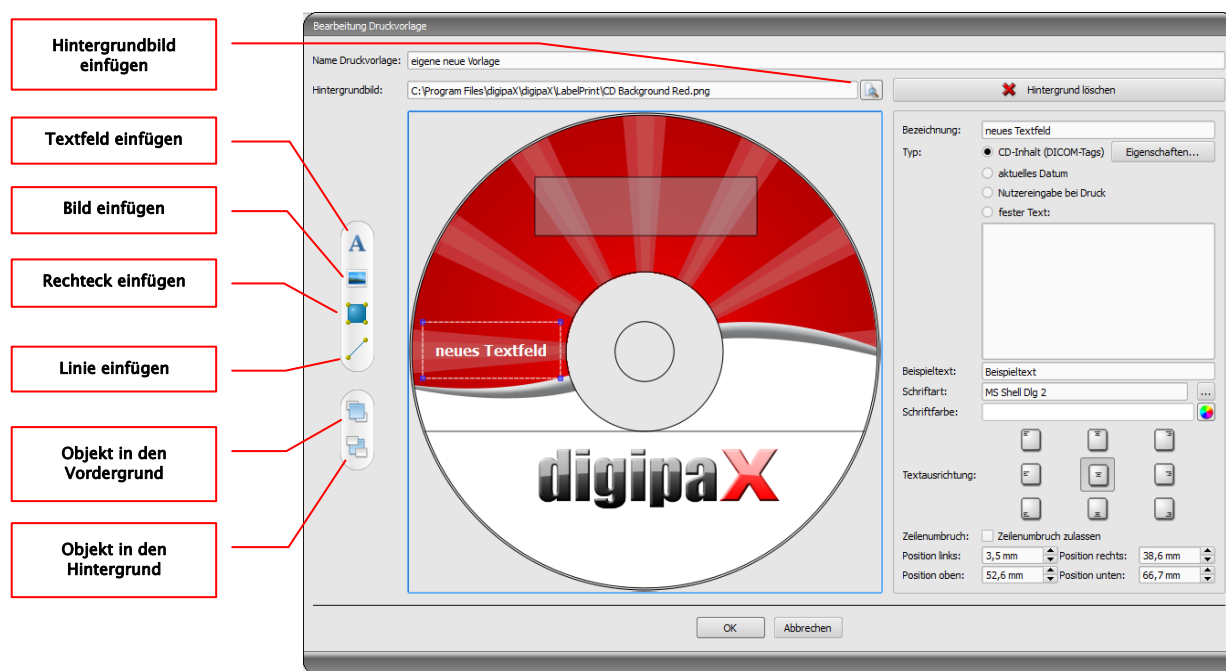 Hintergrundbild
einfügen
Textfeld einfügen
Bild einfügen
Rechteck einfügen
Linie einfügen
Objekt in den
Vordergrund
Objekt in den
Hintergrund
Bearbeitung Druckvorlage
Name Druckvorlage: eigene neue Vorlage
Hintergrundbild: C:\Program Files\digipaX\digipaX\LabelPrint\CD Background Red.png
Hintergrund löschen
A
neues Textfeld
digipaX
Bezeichnung: neues Textfeld
Typ: CD-Inhalt (DICOM-Tags) Eigenschaften...
aktuelles Datum
Nutzereingabe bei Druck
fester Text:
Beispieltext: Beispieltext
Schriftart: MS Shell Dlg 2 ...
Schriftfarbe:
Textausrichtung:
Zeilenumbruch: Zeilenumbruch zulassen
Position links: 3,5 mm Position rechts: 38,6 mm
Position oben: 52,6 mm Position unten: 66,7 mm
OK Abbrechen